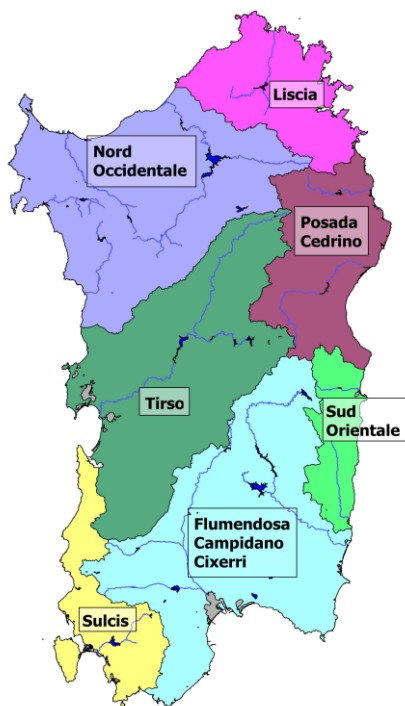 Liscia
Nord
Occidentale
Posada
Cedrino
Tirso
Sud
Orientale
Flumendosa
Campidano
Cixerri
Sulcis